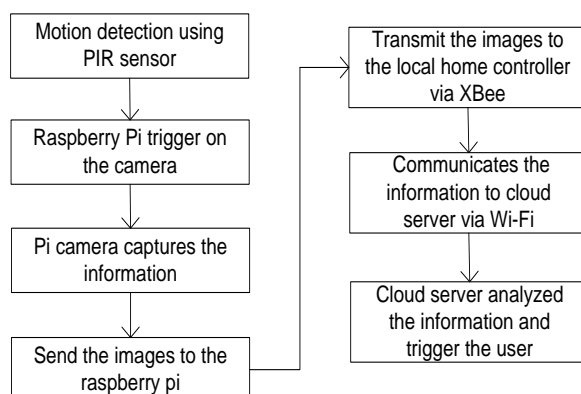 Motion detection using
PIR sensor
Raspberry Pi trigger on
the camera
Pi camera captures the
information
Send the images to the
raspberry pi
Transmit the images to
the local home controller
via XBee
Communicates the
information to cloud
server via Wi-Fi
Cloud server analyzed
the information and
trigger the user